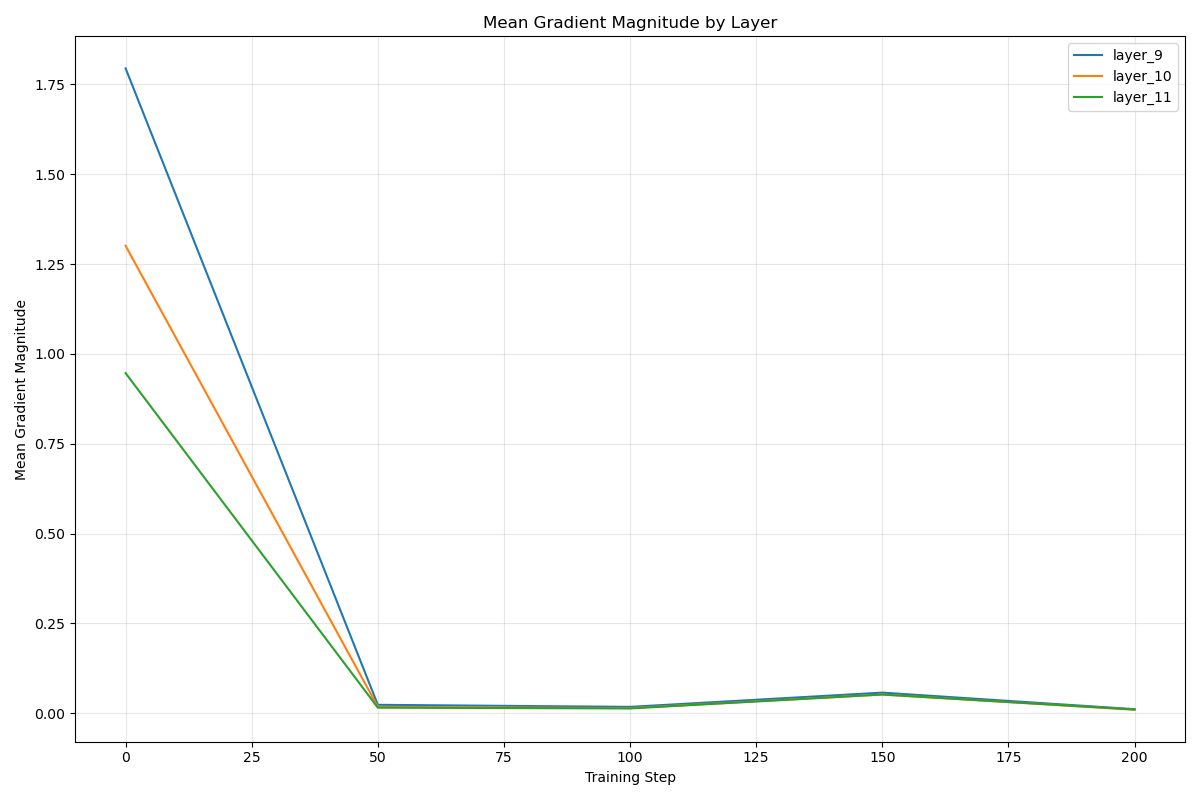 Mean Gradient Magnitude by Layer
layer_9
layer_10
layer_11
Mean Gradient Magnitude
1.75
1.50
1.25
1.00
0.75
0.50
0.25
0.00
0 25 50 75 100 125 150 175 200
Training Step